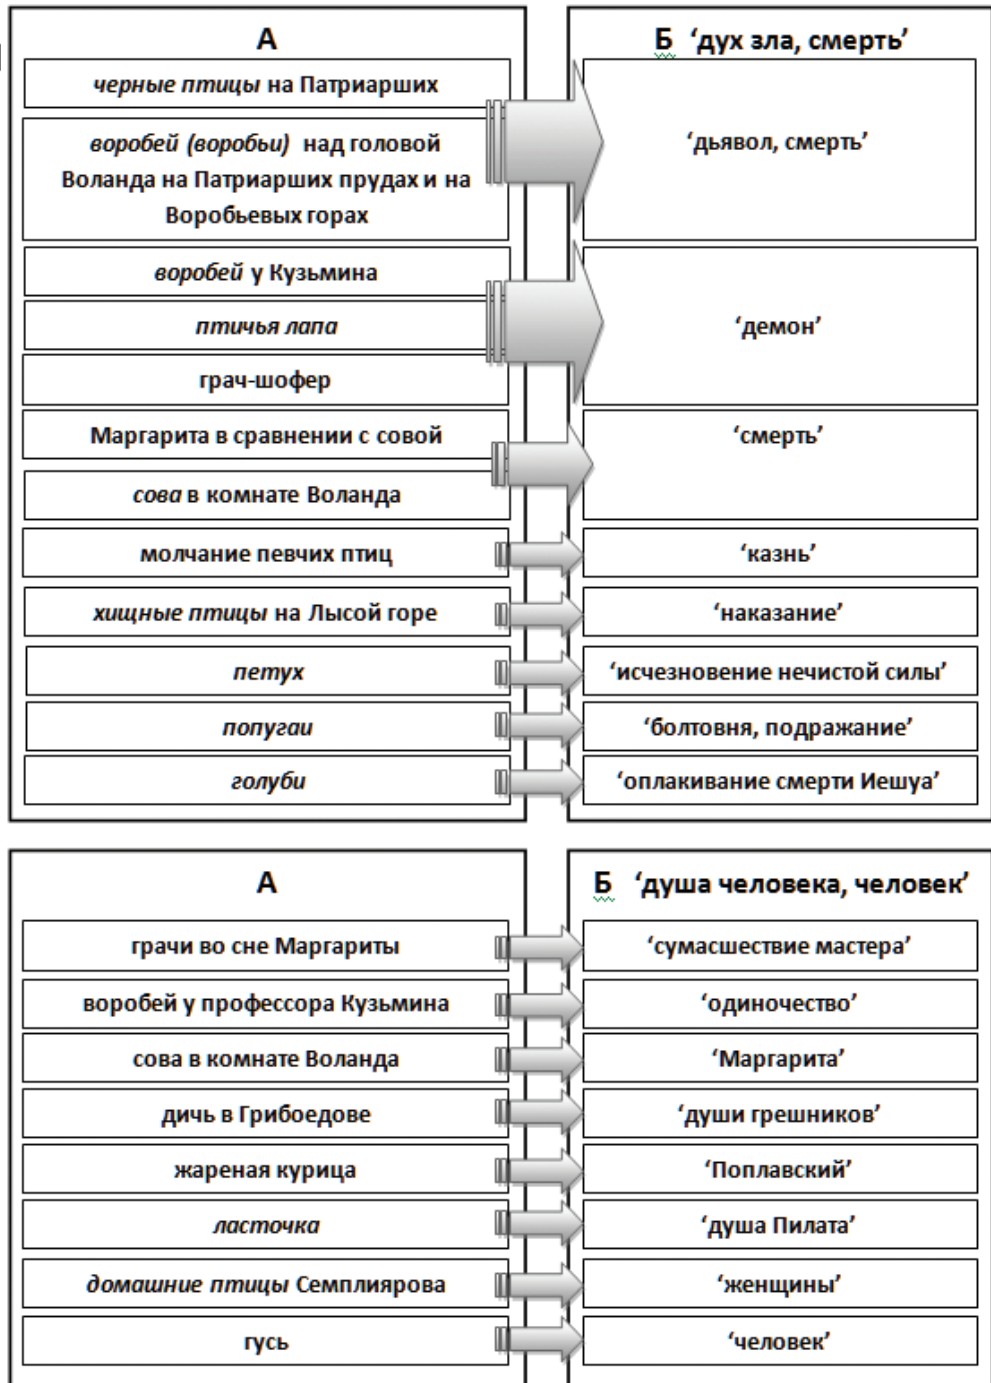 А
Б ‘дух зла, смерть’
черные птицы на Патриарших
воробей (воробьи) над головой
Воланда на Патриарших прудах и на
Воробьевых горах
‘дьявол, смерть’
воробей у Кузьмина
птичья лапа
грач-шофер
‘демон’
Маргарита в сравнении с совой
сова в комнате Воланда
‘смерть’
молчание певчих птиц
‘казнь’
хищные птицы на Лысой горе
‘наказание’
петух
‘исчезновение нечистой силы’
попугаи
‘болтовня, подражание’
голуби
‘оплакивание смерти Иешуа’
А
Б ‘душа человека, человек’
грачи во сне Маргариты
‘сумасшествие мастера’
воробей у профессора Кузьмина
‘одиночество’
сова в комнате Воланда
‘Маргарита’
дичь в Грибоедове
‘души грешников’
жареная курица
‘Поплавский’
ласточка
‘душа Пилата’
домашние птицы Семплиярова
‘женщины’
гусь
‘человек’